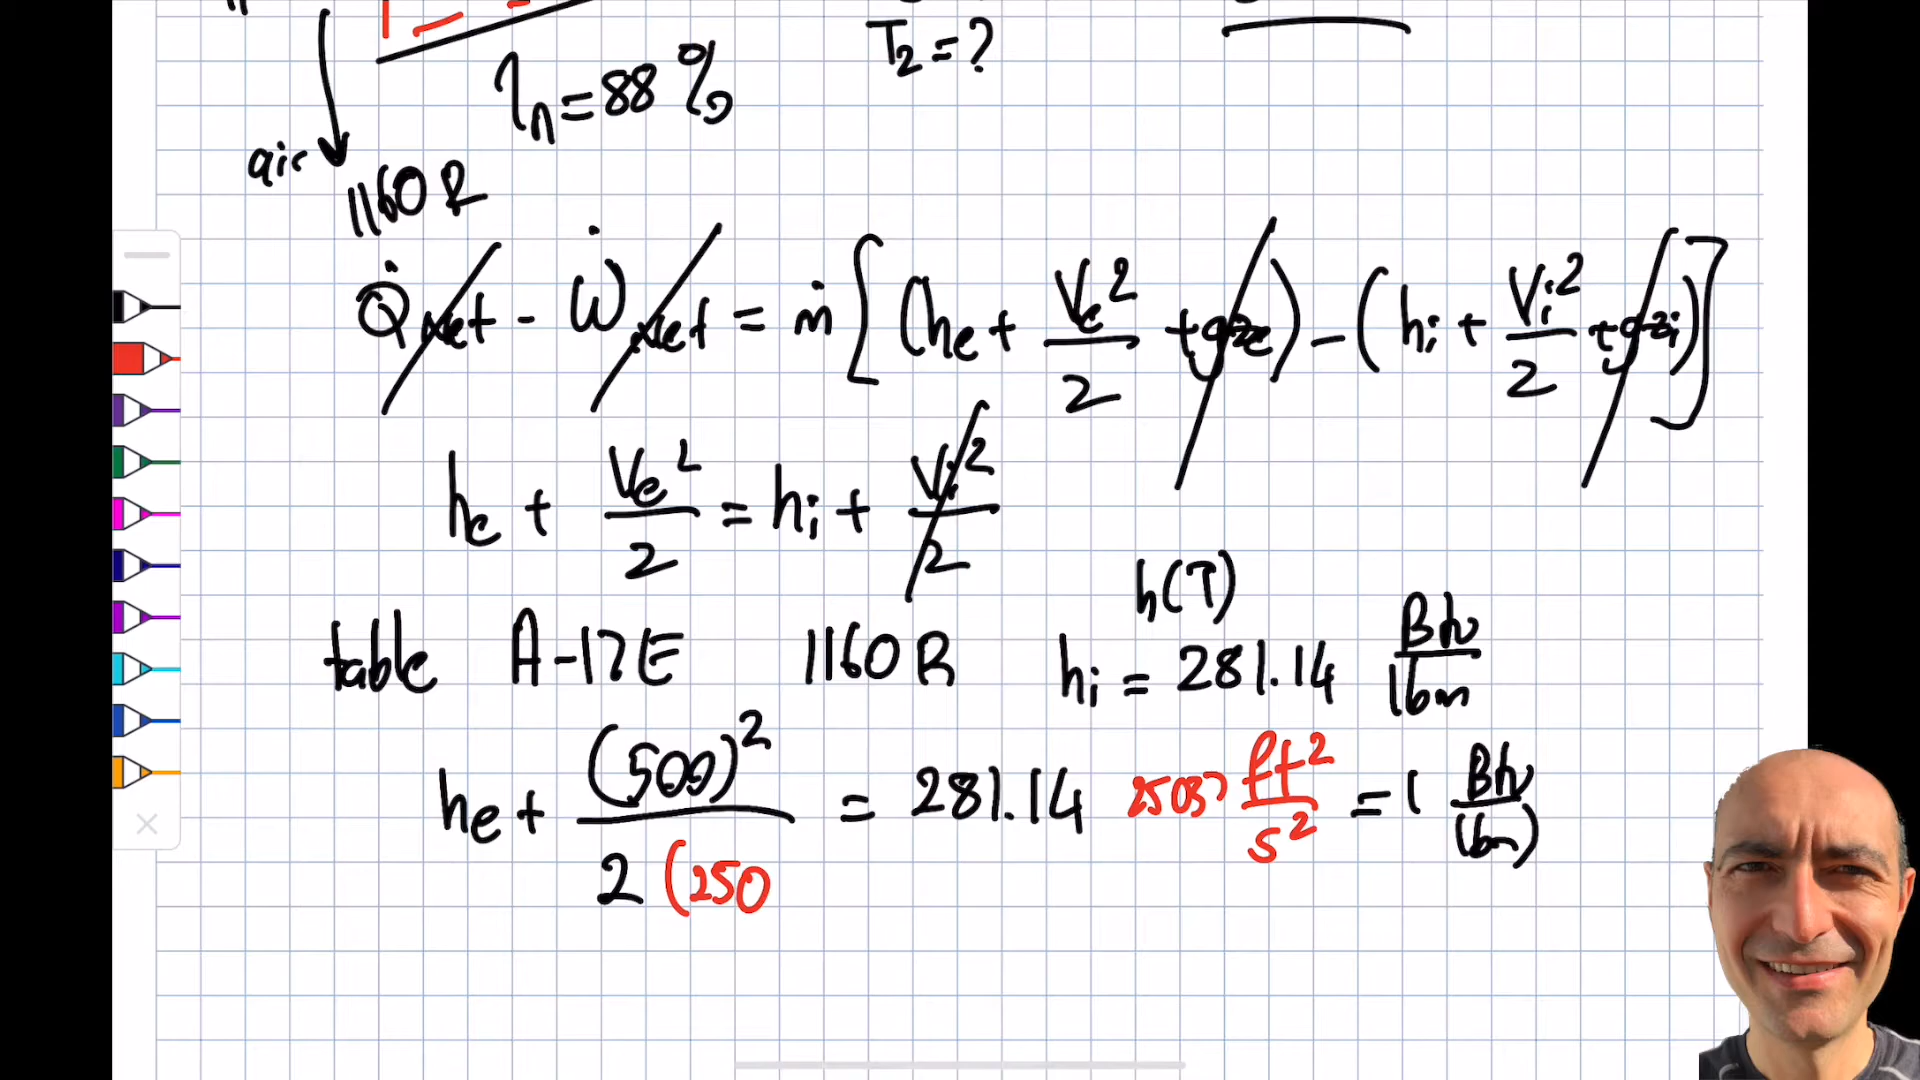 T₂ = ?
ηn = 88 %
air
1160 R
Q̇net - Ẇnet = ṁ [ (he + Ve²/2 + gze) - (hi + Vi²/2 + gzi) ]
he + Ve²/2 = hi + Vi²/2
h(T)
table A-17E 1160 R hi = 281.14 Btu/lbm
he + (500)²/2(250 = 281.14 25037 ft²/s² = 1 Btu/lbm)